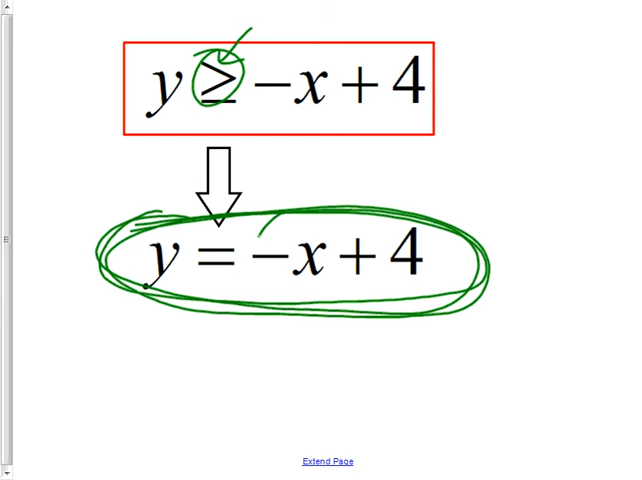 y ≥ −x + 4
y = −x + 4
Extend Page